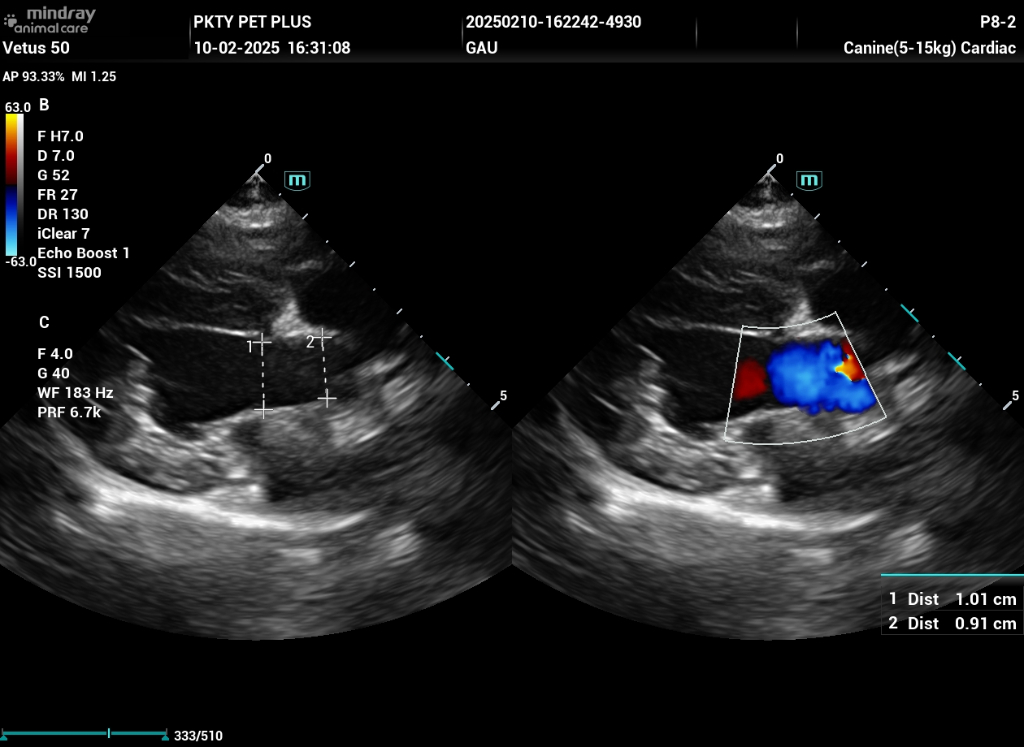 mindray
animalcare
Vetus 50
PKTY PET PLUS
10-02-2025 16:31:08
20250210-162242-4930
GAU
P8-2
Canine(5-15kg) Cardiac
AP 93.33% MI 1.25
63.0
B
F H7.0
D 7.0
G 52
FR 27
DR 130
iClear 7
Echo Boost 1
SSI 1500
-63.0
C
F 4.0
G 40
WF 183 Hz
PRF 6.7k
0
m
1
2
5
0
m
5
1 Dist 1.01 cm
2 Dist 0.91 cm
333/510